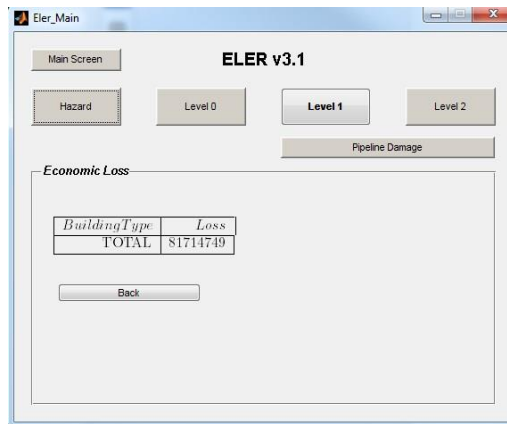 Eler_Main
Main Screen
ELER v3.1
Hazard
Level 0
Level 1
Level 2
Pipeline Damage
Economic Loss
BuildingType Loss
TOTAL 81714749
Back